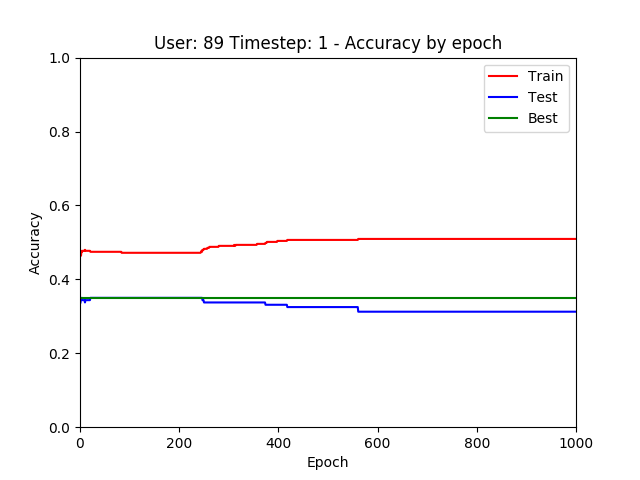 User: 89 Timestep: 1 - Accuracy by epoch
1.0
0.8
0.6
0.4
0.2
0.0
Accuracy
Train
Test
Best
0 200 400 600 800 1000
Epoch